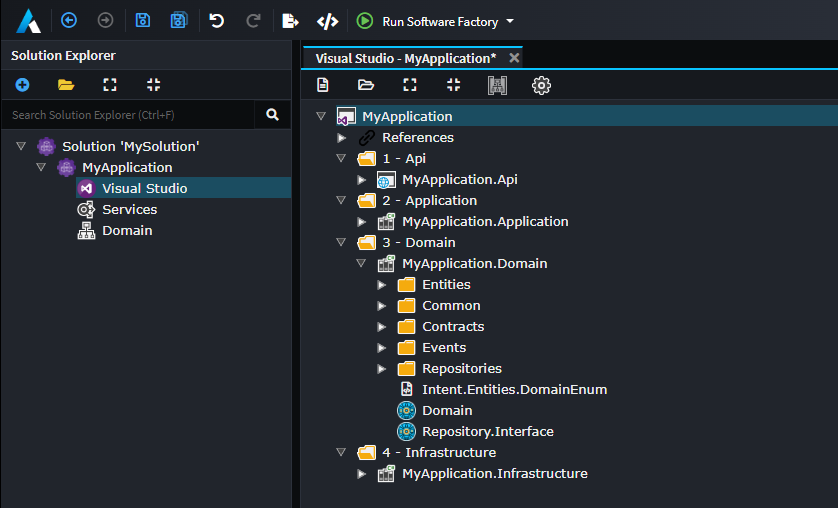 Run Software Factory
Solution Explorer
Search Solution Explorer (Ctrl+F)
Solution 'MySolution'
MyApplication
Visual Studio
Services
Domain
Visual Studio - MyApplication*
MyApplication
References
1 - Api
MyApplication.Api
2 - Application
MyApplication.Application
3 - Domain
MyApplication.Domain
Entities
Common
Contracts
Events
Repositories
Intent.Entities.DomainEnum
Domain
Repository.Interface
4 - Infrastructure
MyApplication.Infrastructure